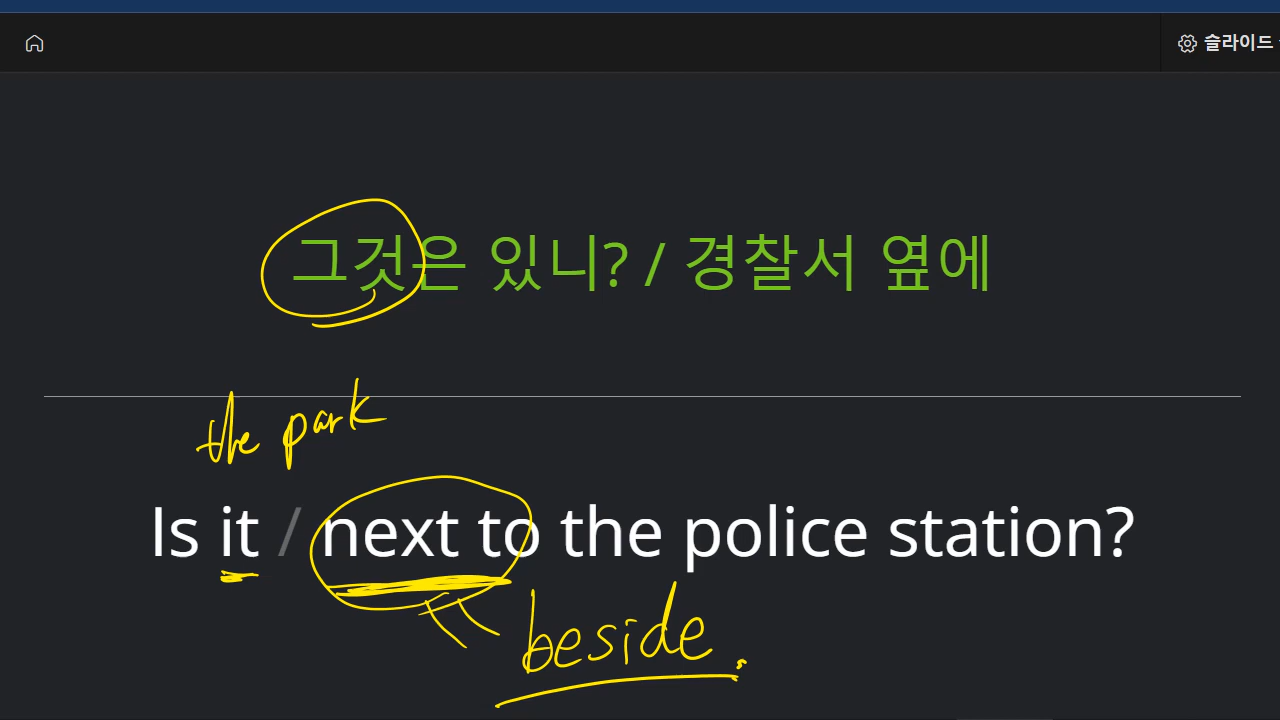 슬라이드
그것은 있니? / 경찰서 옆에
the park
Is it / next to the police station?
beside.